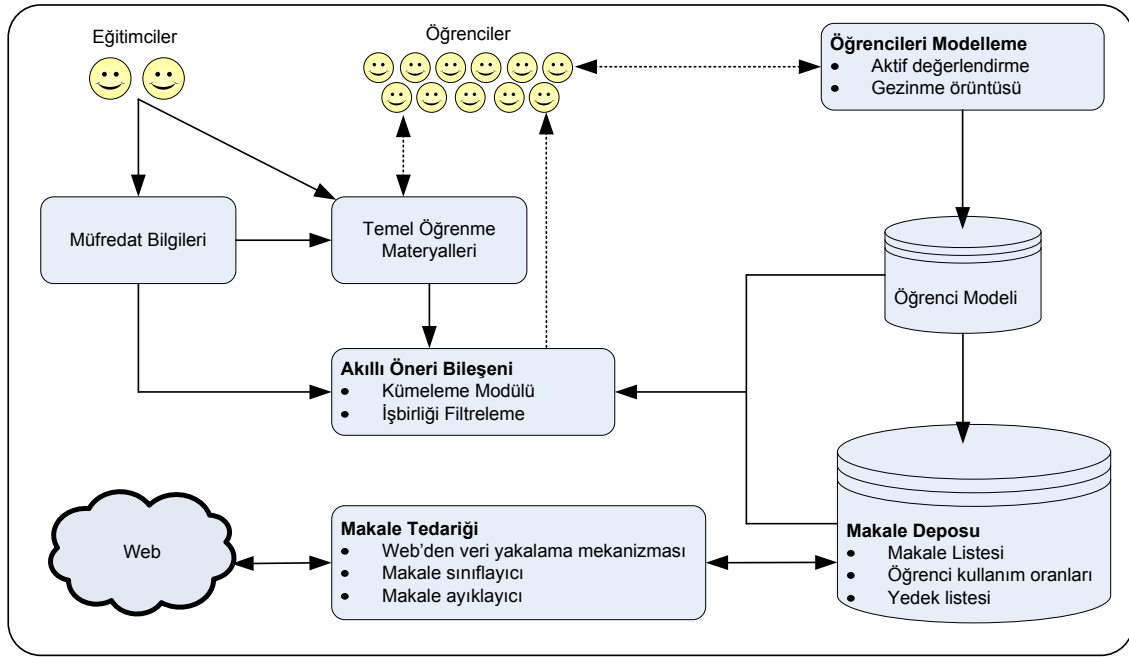 Eğitimciler
Öğrenciler
Öğrencileri Modelleme
• Aktif değerlendirme
• Gezinme örüntüsü
Müfredat Bilgileri
Temel Öğrenme
Materyalleri
Öğrenci Modeli
Akıllı Öneri Bileşeni
• Kümeleme Modülü
• İşbirliği Filtreleme
Web
Makale Tedariği
• Web'den veri yakalama mekanizması
• Makale sınıflayıcı
• Makale ayıklayıcı
Makale Deposu
• Makale Listesi
• Öğrenci kullanım oranları
• Yedek listesi